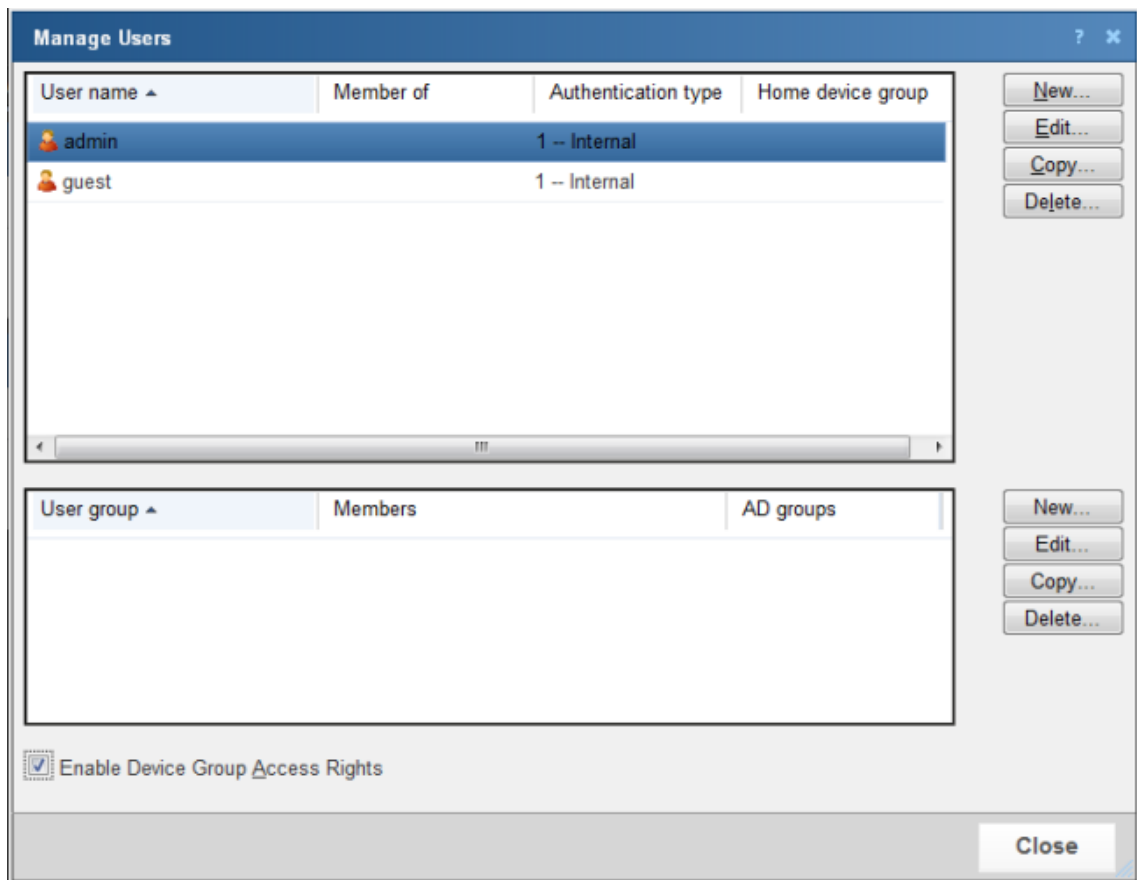 Manage Users
? ×
User name Member of Authentication type Home device group
admin 1 -- Internal
guest 1 -- Internal
New...
Edit...
Copy...
Delete...
User group Members AD groups
New...
Edit...
Copy...
Delete...
Enable Device Group Access Rights
Close